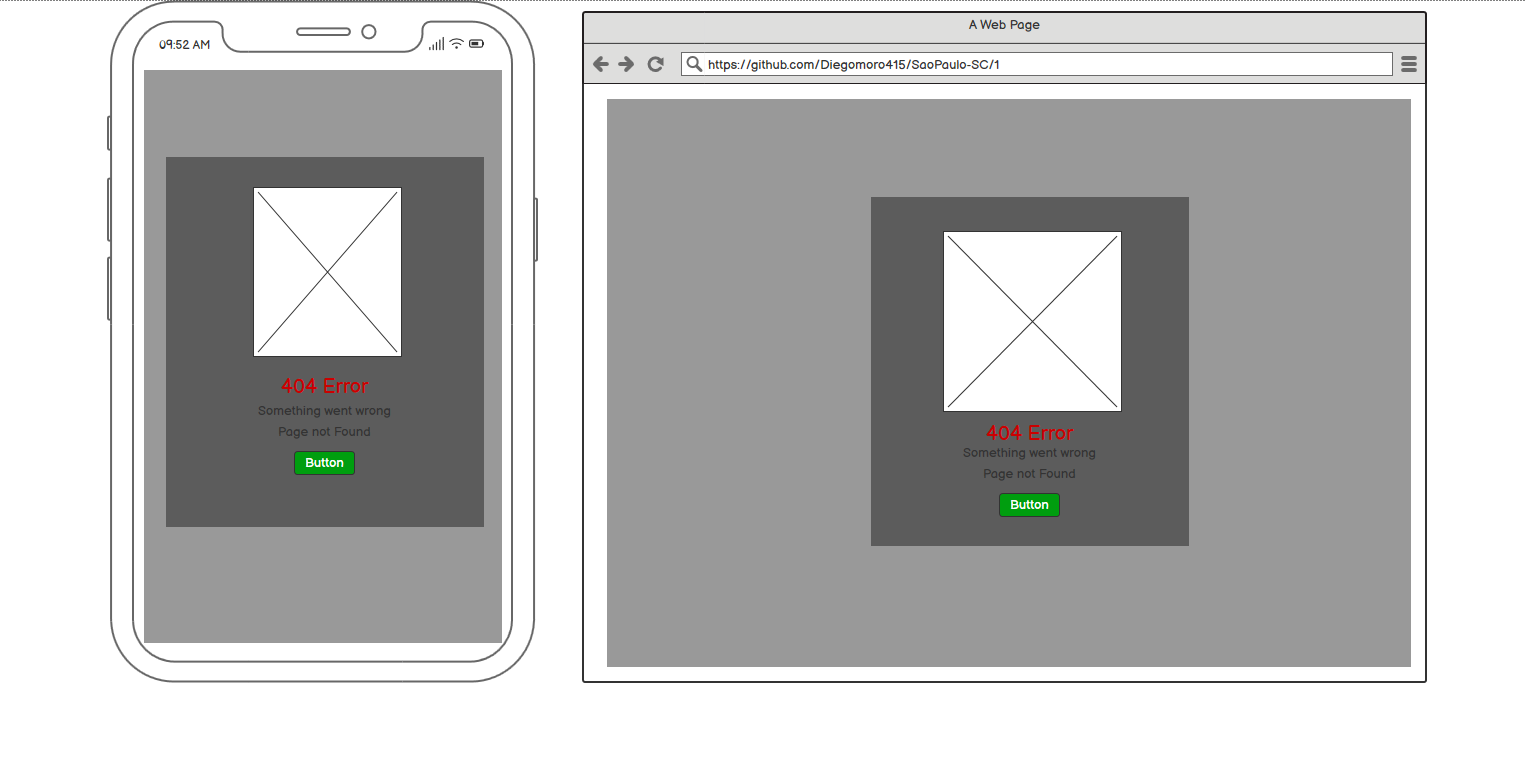 09:52 AM
404 Error
Something went wrong
Page not Found
Button
A Web Page
https://github.com/Diegomoro415/SaoPaulo-SC/1
404 Error
Something went wrong
Page not Found
Button